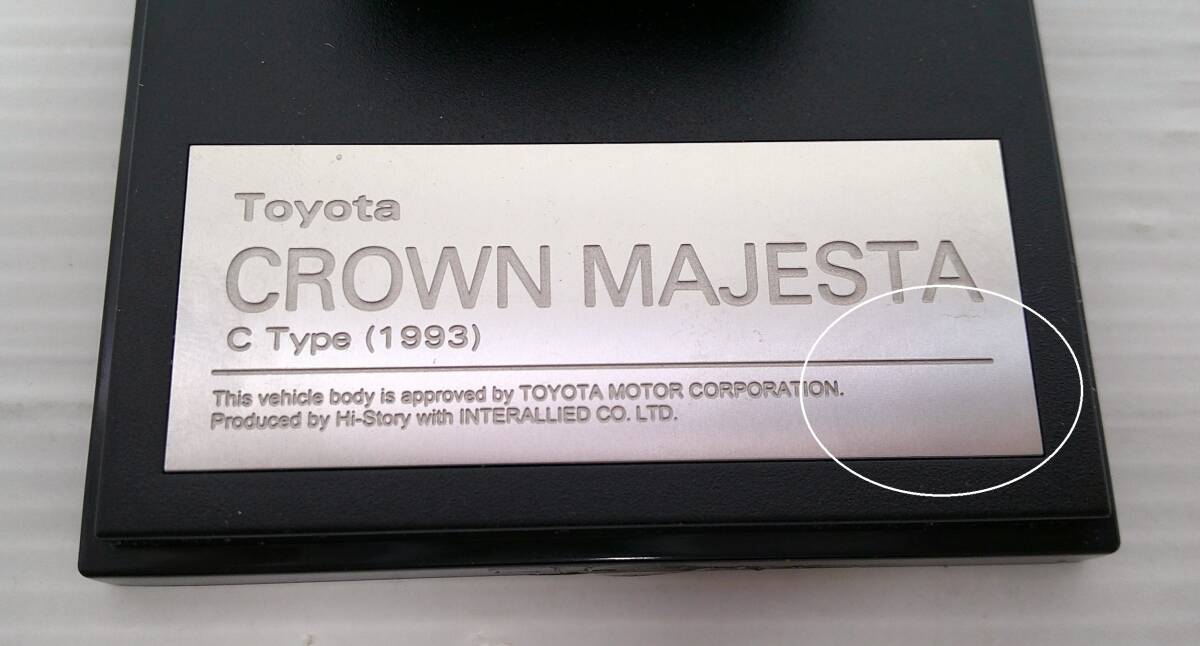 Toyota
CROWN MAJESTA
C Type (1993)
This vehicle body is approved by TOYOTA MOTOR CORPORATION.
Produced by Hi-Story with INTERALLIED CO. LTD.